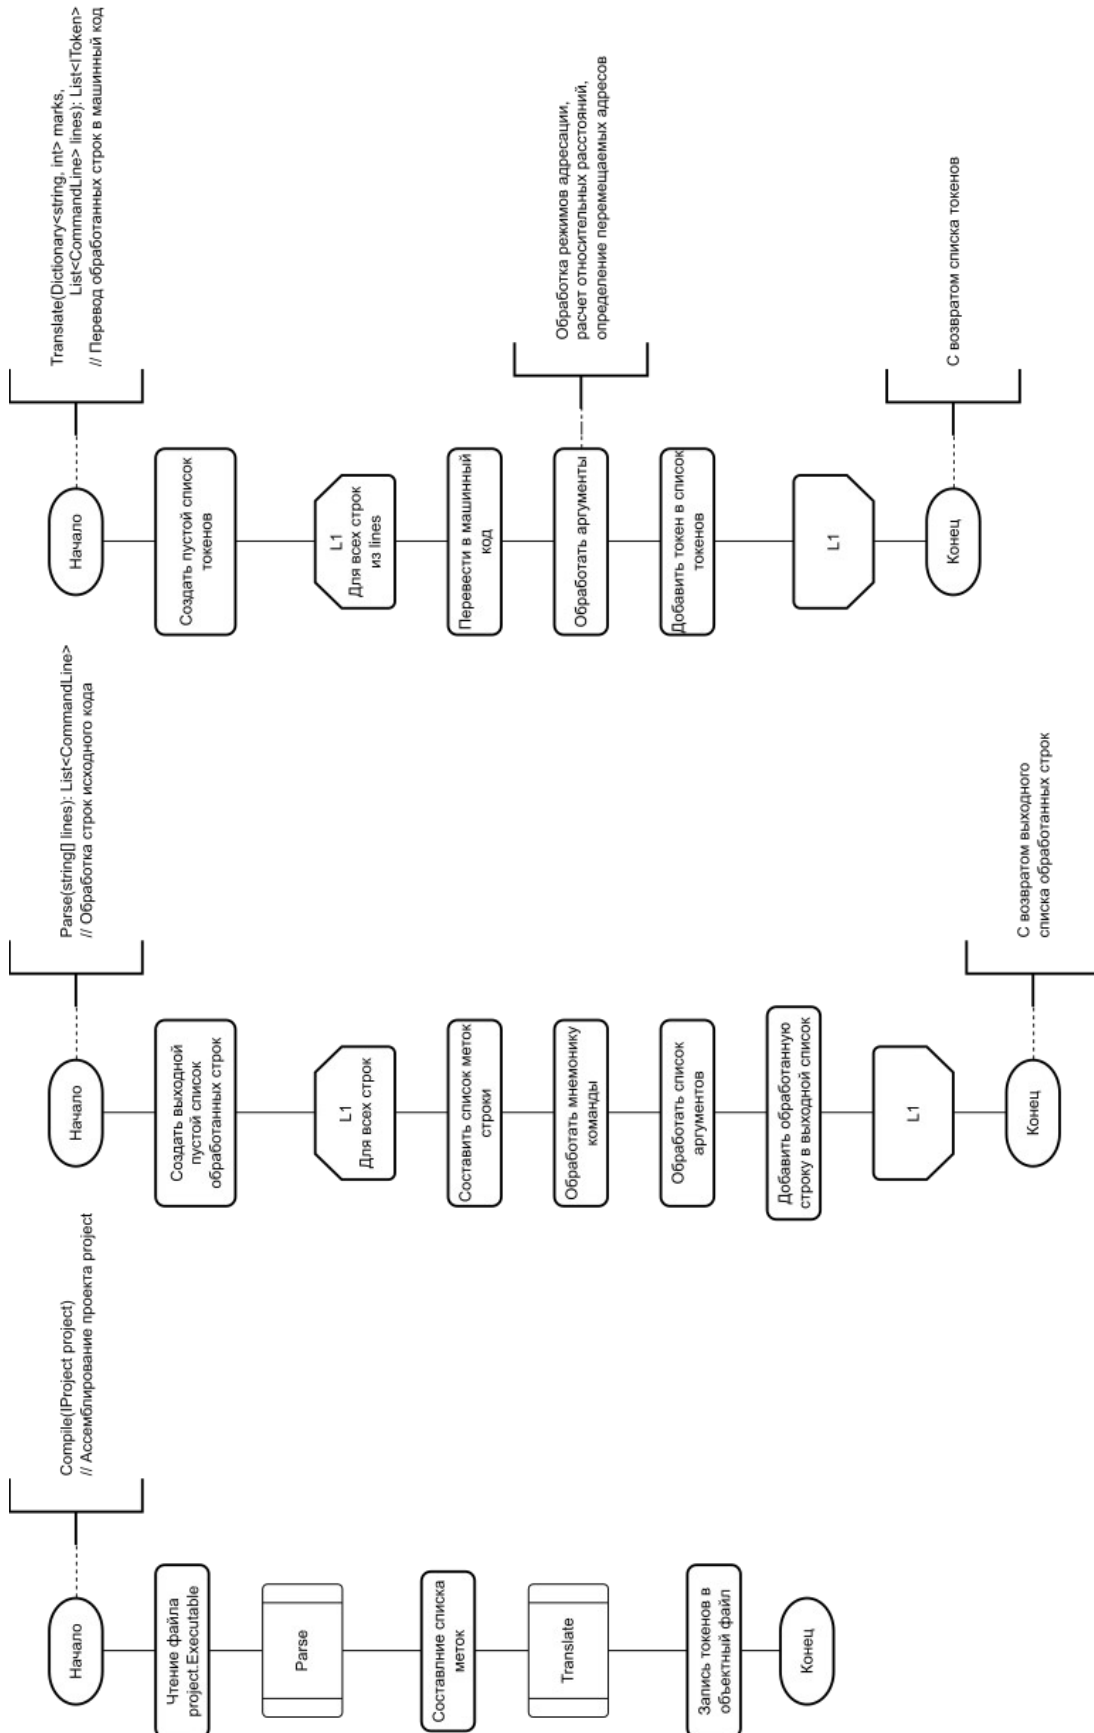 Compile(IProject project)
// Ассемблирование проекта project
Начало
Чтение файла
project.Executable
Parse
Составлние списка
меток
Translate
Запись токенов в
объектный файл
Конец
Parse(string[] lines): List<CommandLine>
// Обработка строк исходного кода
Начало
Создать выходной
пустой список
обработанных строк
L1
Для всех строк
Составить список меток
строки
Обработать мнемонику
команды
Обработать список
аргументов
Добавить обработанную
строку в выходной список
L1
Конец
С возвратом выходного
списка обработанных строк
Translate(Dictionary<string, int> marks,
List<CommandLine> lines): List<IToken>
// Перевод обработанных строк в машинный код
Начало
Создать пустой список
токенов
L1
Для всех строк
из lines
Перевести в машинный
код
Обработать аргументы
Обработка режимов адресации,
расчет относительных расстояний,
определение перемещаемых адресов
Добавить токен в список
токенов
L1
Конец
С возвратом списка токенов